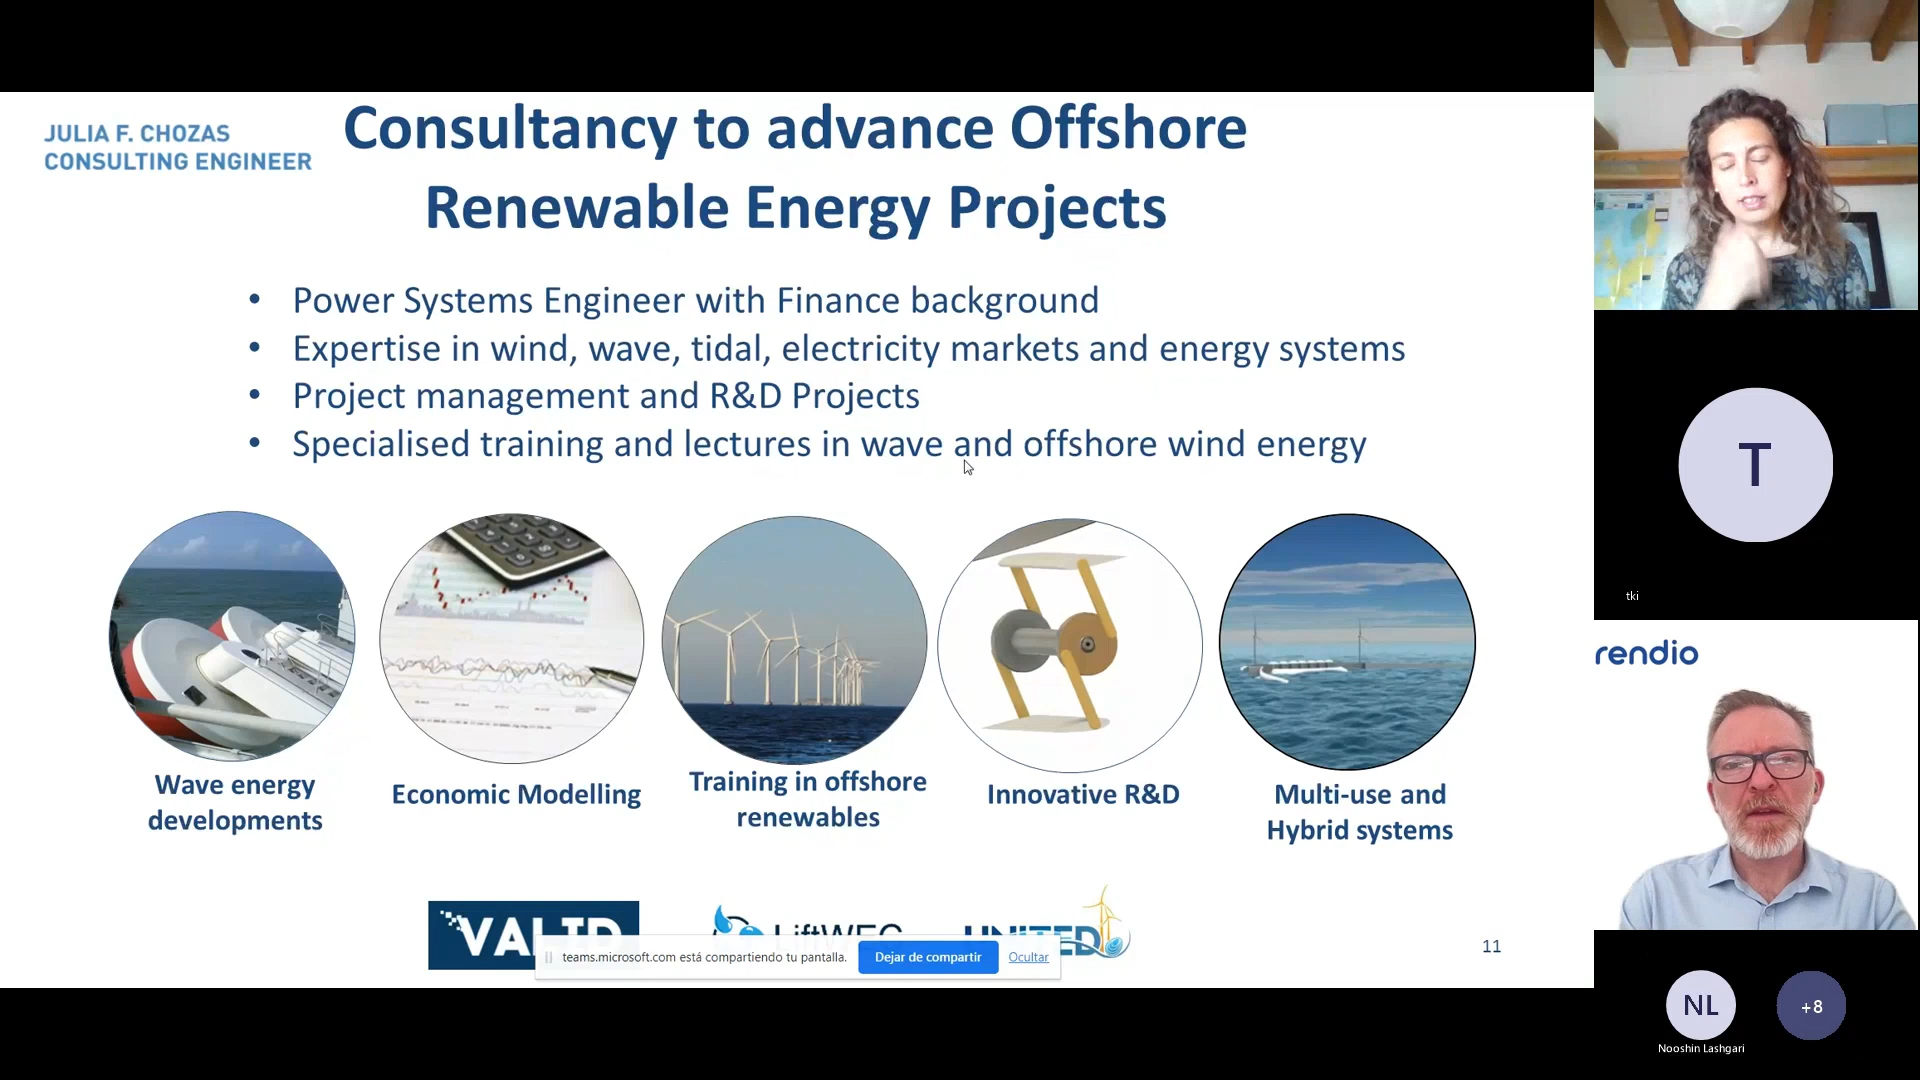 JULIA F. CHOZAS
CONSULTING ENGINEER
Consultancy to advance Offshore
Renewable Energy Projects
• Power Systems Engineer with Finance background
• Expertise in wind, wave, tidal, electricity markets and energy systems
• Project management and R&D Projects
• Specialised training and lectures in wave and offshore wind energy
Wave energy
developments
Economic Modelling
Training in offshore
renewables
Innovative R&D
Multi-use and
Hybrid systems
VALID
LiftWEC
UNITED
teams.microsoft.com está compartiendo tu pantalla.
Dejar de compartir
Ocultar
11
T
tki
rendio
NL
Nooshin Lashgari
+8